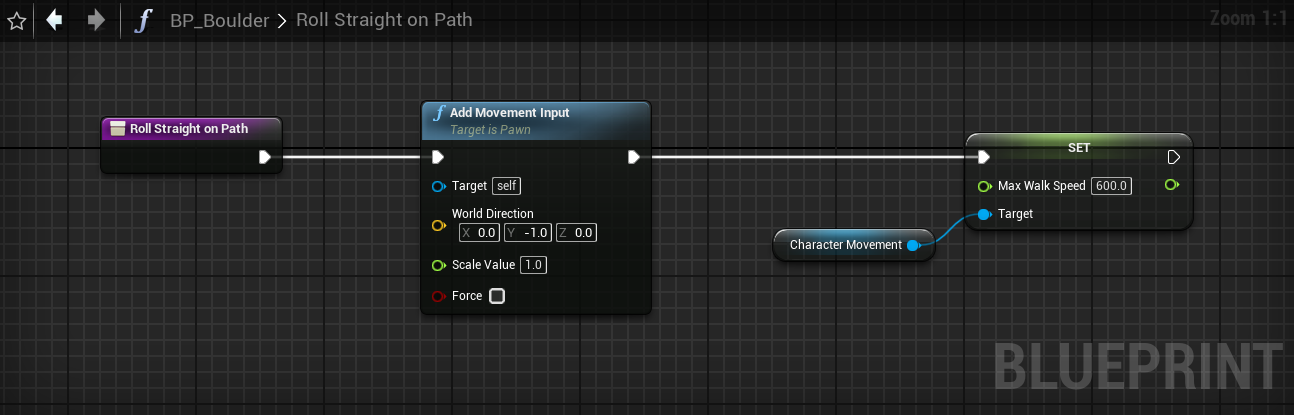 BP_Boulder > Roll Straight on Path
Zoom 1:1
Roll Straight on Path
f Add Movement Input
Target is Pawn
Target self
World Direction
X 0.0 Y -1.0 Z 0.0
Scale Value 1.0
Force
Character Movement
SET
Max Walk Speed 600.0
Target
BLUEPRINT